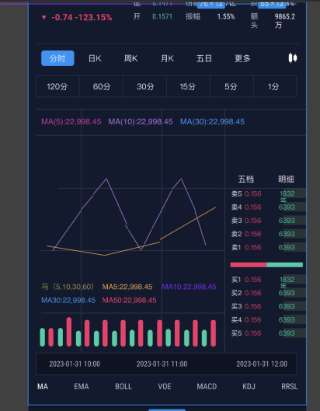 ▼ -0.74 -123.15%
开 0.1571 振幅 1.55% 额 9865.2
头 万
分时 日K 周K 月K 五日 更多
120分 60分 30分 15分 5分 1分
MA(5):22,998.45 MA(10):22,998.45 MA(30):22,998.45
五档 明细
卖5 0.156 1832
卖4 0.156 6393
卖3 0.156 6393
卖2 0.156 6393
卖1 0.156 6393
买1 0.156 1832
买2 0.156 6393
买3 0.156 6393
买4 0.156 6393
买5 0.156 6393
马（5,10,30,60） MA5:22,998.45 MA10:22,998.45
MA30:22,998.45 MA60:22,998.45
2023-01-31 10:00 2023-01-31 11:00 2023-01-31 12:00
MA EMA BOLL VOE MACD KDJ RRSL